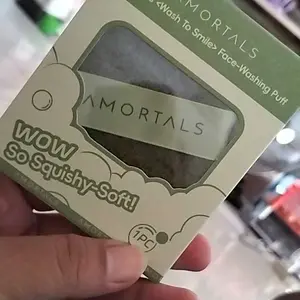 AMORTALS
<Wash To Smile> Face-Washing Puff
AMORTALS
WOW
So Squishy-Soft!
1PC